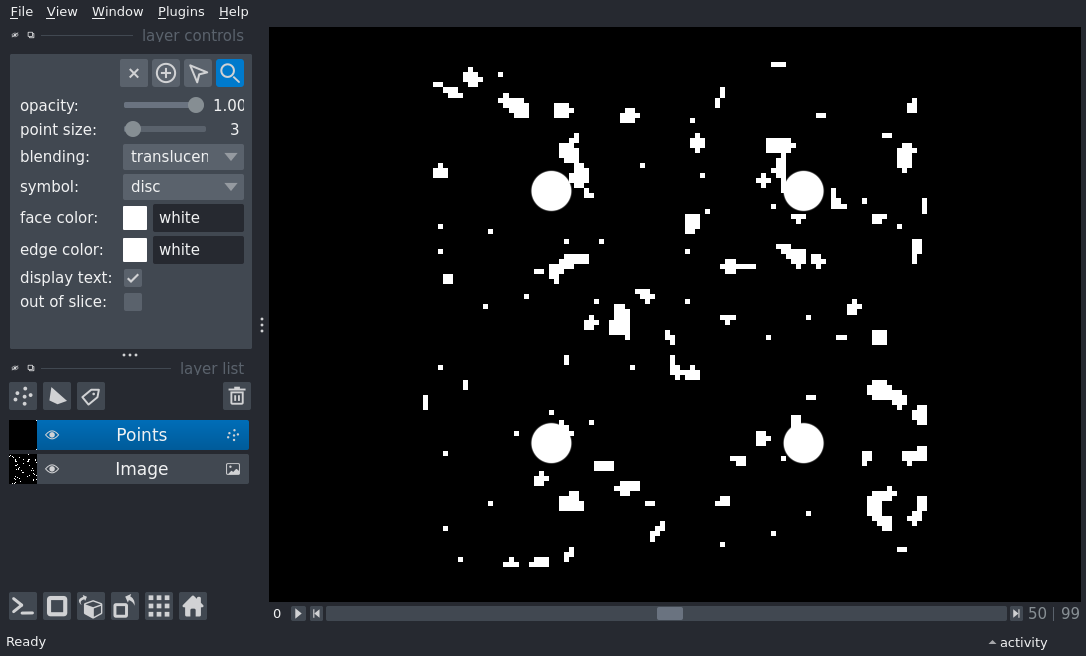 File View Window Plugins Help
layer controls
opacity: 1.00
point size: 3
blending: translucen
symbol: disc
face color: white
edge color: white
display text:
out of slice:
layer list
Points
Image
0 50 | 99
Ready activity